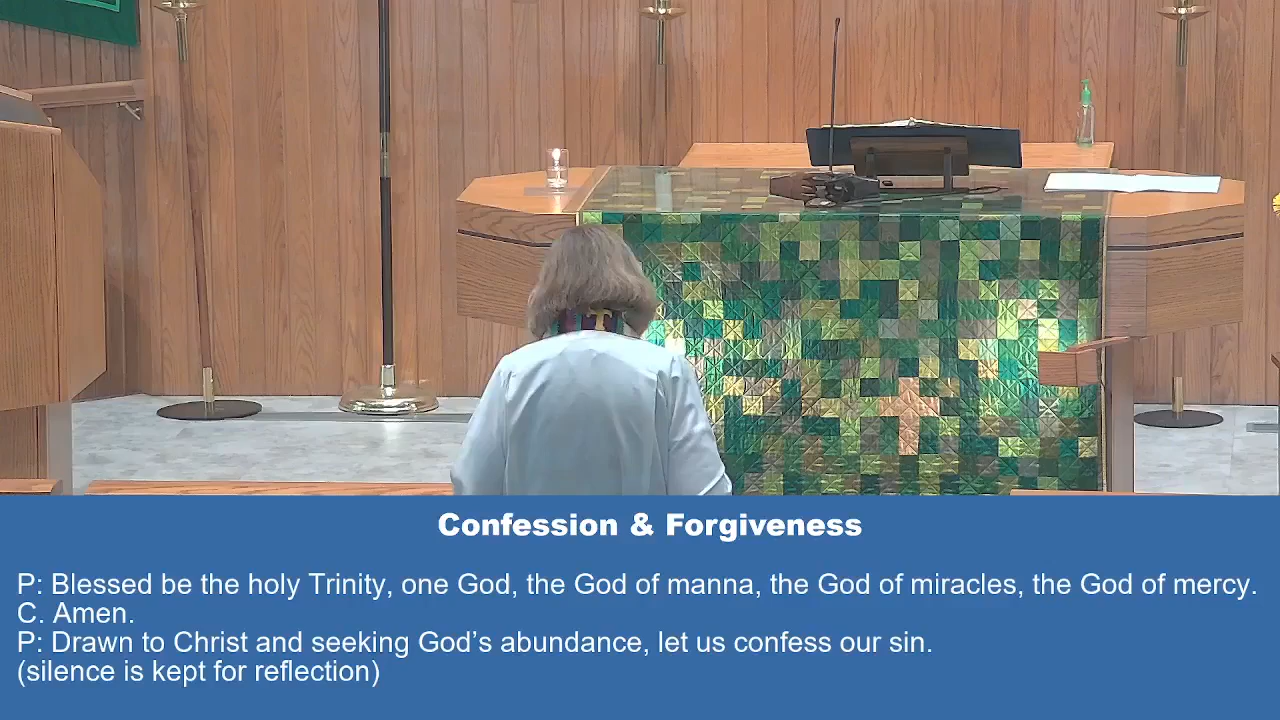 Confession & Forgiveness
P: Blessed be the holy Trinity, one God, the God of manna, the God of miracles, the God of mercy.
C. Amen.
P: Drawn to Christ and seeking God’s abundance, let us confess our sin.
(silence is kept for reflection)